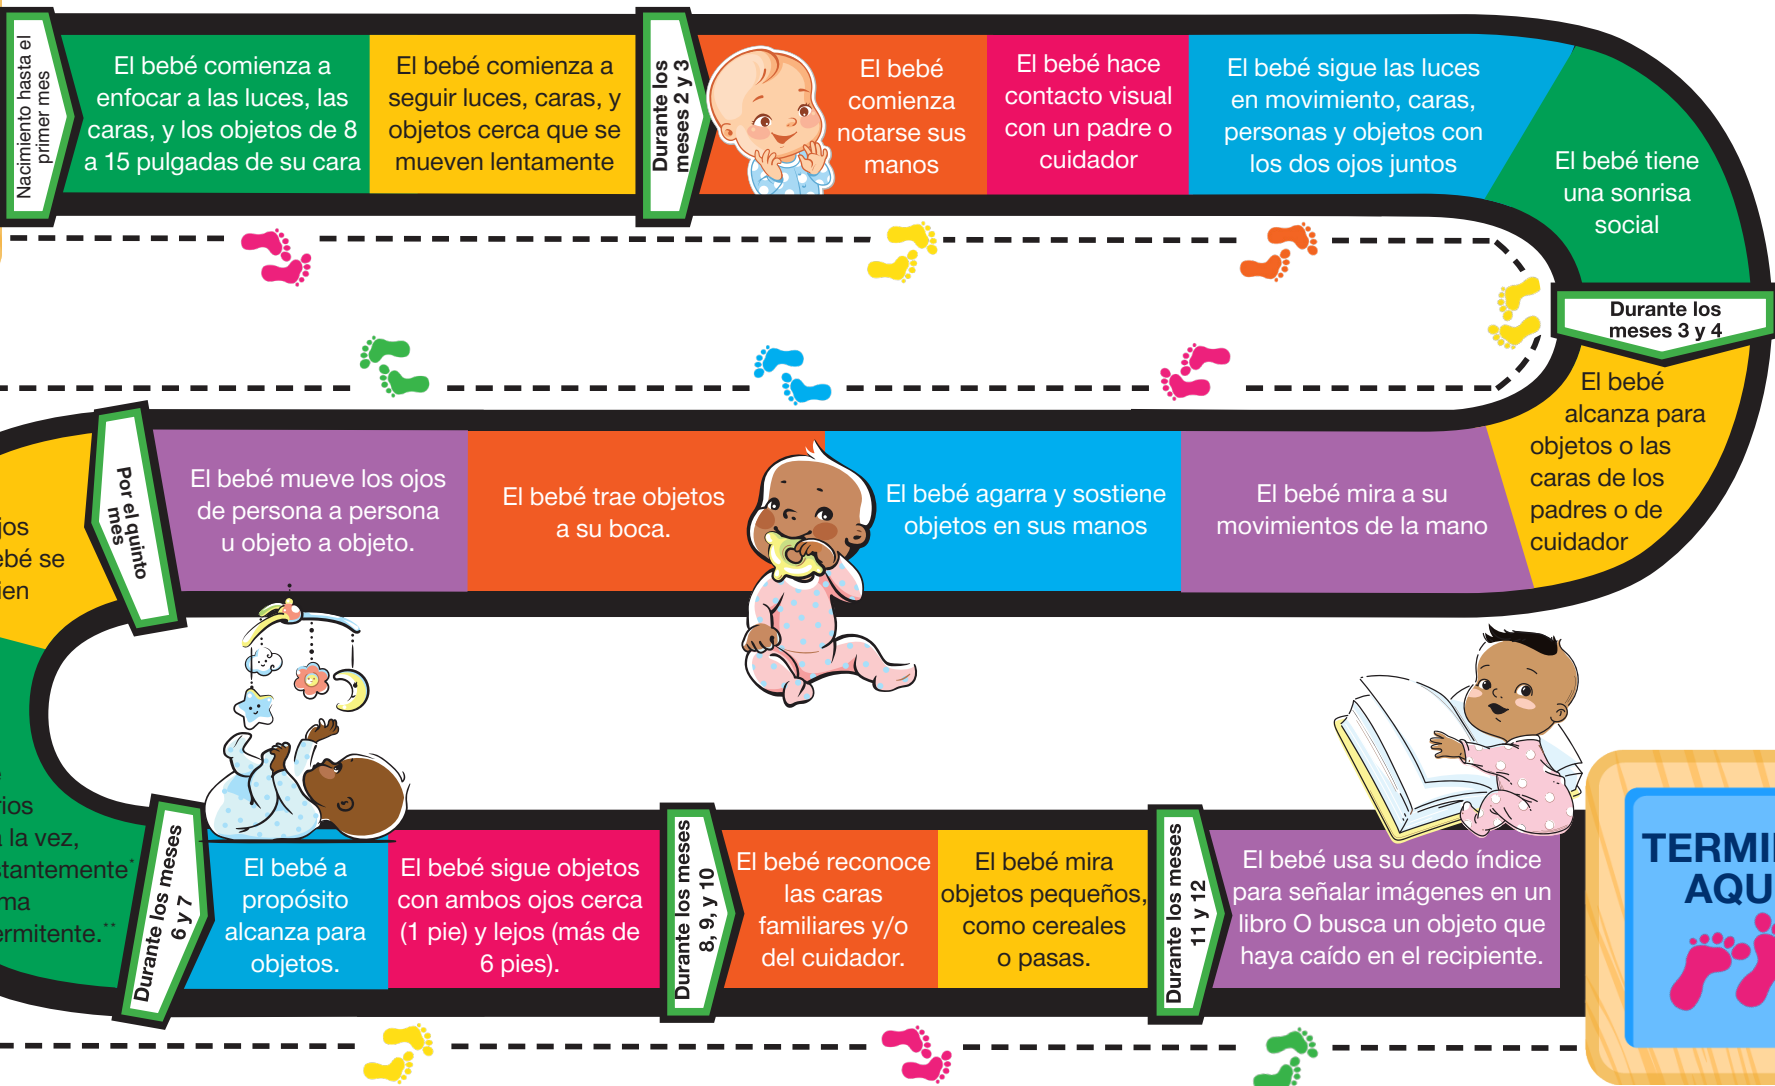 Nacimiento hasta el
primer mes
El bebé comienza a
enfocar a las luces, las
caras, y los objetos de 8
a 15 pulgadas de su cara
El bebé comienza a
seguir luces, caras, y
objetos cerca que se
mueven lentamente
Durante los
meses 2 y 3
El bebé
comienza
notarse sus
manos
El bebé hace
contacto visual
con un padre o
cuidador
El bebé sigue las luces
en movimiento, caras,
personas y objetos con
los dos ojos juntos
El bebé tiene
una sonrisa
social
Durante los
meses 3 y 4
El bebé
alcanza para
objetos o las
caras de los
padres o de
cuidador
El bebé mira a su
movimientos de la mano
El bebé agarra y sostiene
objetos en sus manos
El bebé trae objetos
a su boca.
El bebé mueve los ojos
de persona a persona
u objeto a objeto.
Por el quinto
mes
se
a la vez,
Durante los meses
6 y 7
El bebé a
propósito
alcanza para
objetos.
El bebé sigue objetos
con ambos ojos cerca
(1 pie) y lejos (más de
6 pies).
Durante los meses
8, 9, y 10
El bebé reconoce
las caras
familiares y/o
del cuidador.
El bebé mira
objetos pequeños,
como cereales
o pasas.
Durante los meses
11 y 12
El bebé usa su dedo índice
para señalar imágenes en un
libro O busca un objeto que
haya caído en el recipiente.